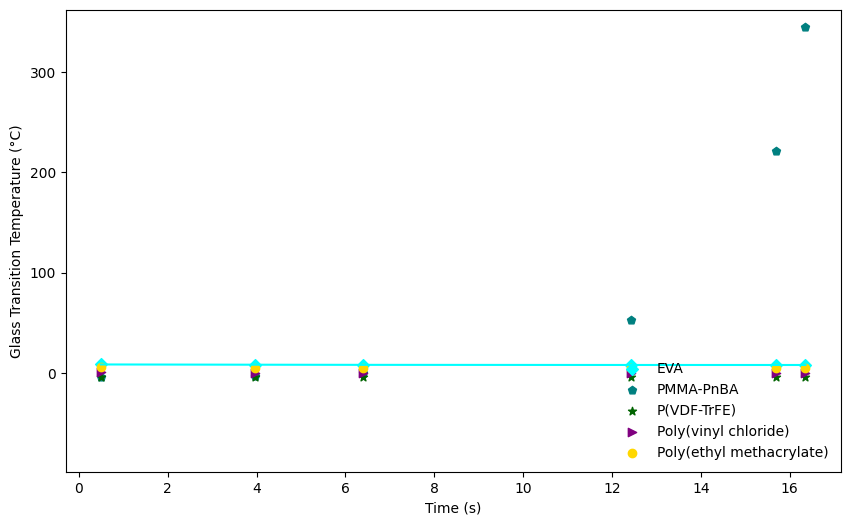 Glass Transition Temperature (°C)
300
200
100
0
EVA
PMMA-PnBA
P(VDF-TrFE)
Poly(vinyl chloride)
Poly(ethyl methacrylate)
0 2 4 6 8 10 12 14 16
Time (s)